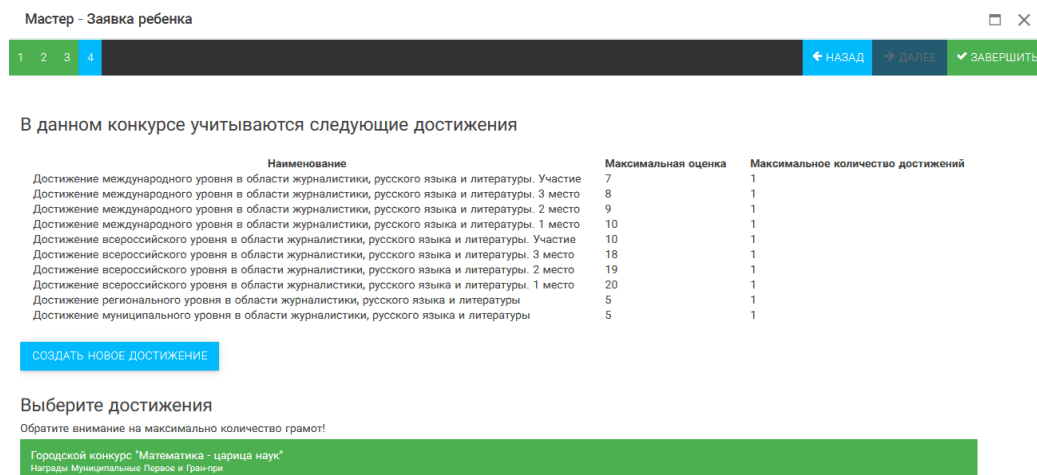 Мастер - Заявка ребенка
1 2 3 4 НАЗАД ДАЛЕЕ ЗАВЕРШИТЬ
В данном конкурсе учитываются следующие достижения
Наименование Максимальная оценка Максимальное количество достижений
Достижение международного уровня в области журналистики, русского языка и литературы. Участие 7 1
Достижение международного уровня в области журналистики, русского языка и литературы. 3 место 8 1
Достижение международного уровня в области журналистики, русского языка и литературы. 2 место 9 1
Достижение международного уровня в области журналистики, русского языка и литературы. 1 место 10 1
Достижение всероссийского уровня в области журналистики, русского языка и литературы. Участие 10 1
Достижение всероссийского уровня в области журналистики, русского языка и литературы. 3 место 18 1
Достижение всероссийского уровня в области журналистики, русского языка и литературы. 2 место 19 1
Достижение всероссийского уровня в области журналистики, русского языка и литературы. 1 место 20 1
Достижение регионального уровня в области журналистики, русского языка и литературы 5 1
Достижение муниципального уровня в области журналистики, русского языка и литературы 5 1
СОЗДАТЬ НОВОЕ ДОСТИЖЕНИЕ
Выберите достижения
Обратите внимание на максимально количество грамот!
Городской конкурс "Математика - царица наук"
Награды Муниципальные Первое и Гран-при